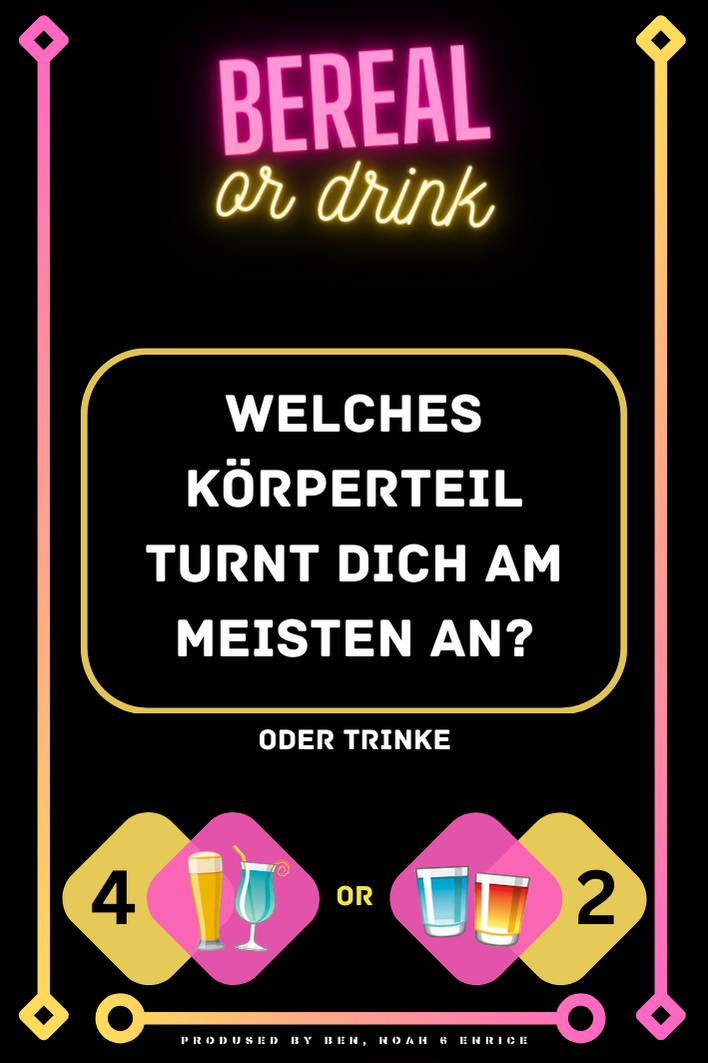 BEREAL
or drink
WELCHES
KÖRPERTEIL
TURNT DICH AM
MEISTEN AN?
ODER TRINKE
4 OR 2
PRODUSED BY BEN, NOAH & ENRICE